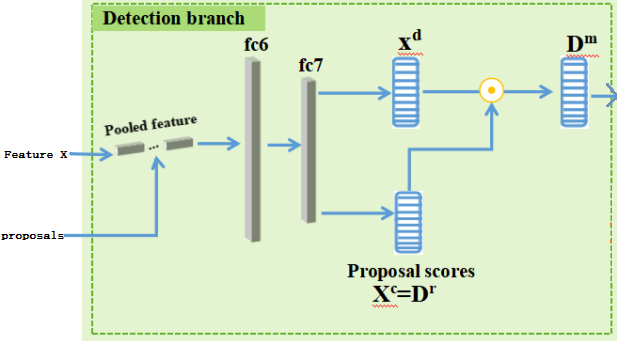 Detection branch
fc6
fc7
x^d
D^m
Pooled feature
...
Feature X
proposals
Proposal scores
X^c=D^r